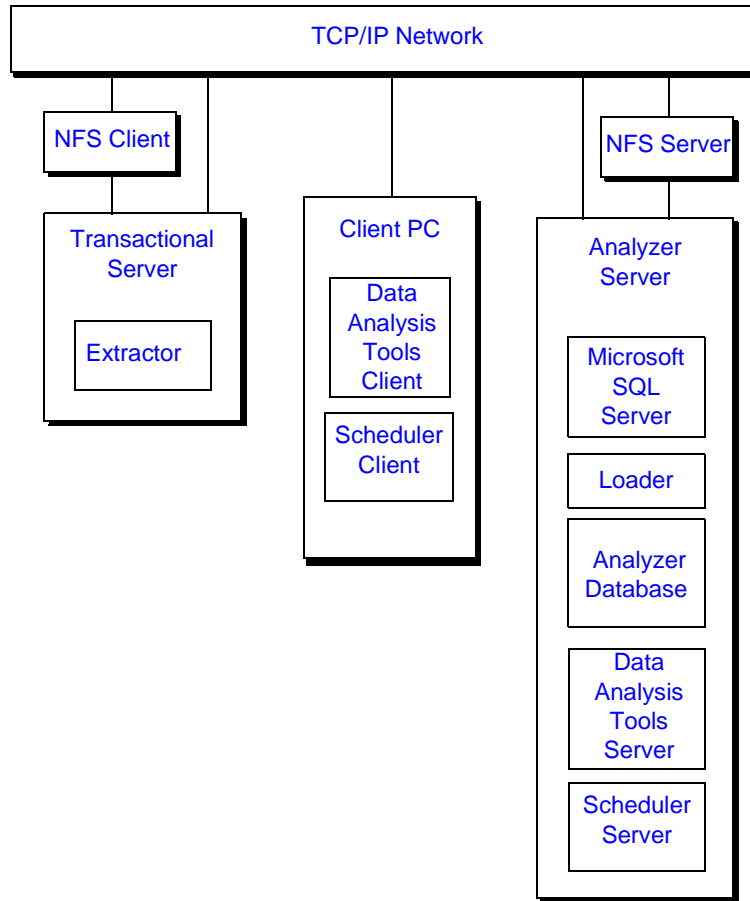 TCP/IP Network
NFS Client
NFS Server
Transactional
Server
Extractor
Client PC
Data
Analysis
Tools
Client
Scheduler
Client
Analyzer
Server
Microsoft
SQL
Server
Loader
Analyzer
Database
Data
Analysis
Tools
Server
Scheduler
Server